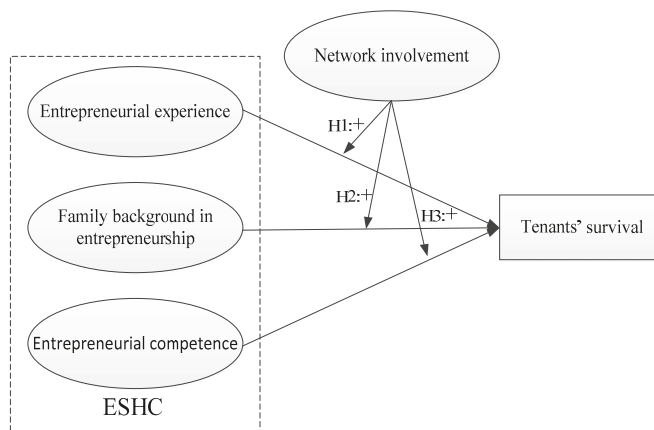 Network involvement
Entrepreneurial experience
H1:+
H2:+
H3:+
Family background in
entrepreneurship
Tenants’ survival
Entrepreneurial competence
ESHC